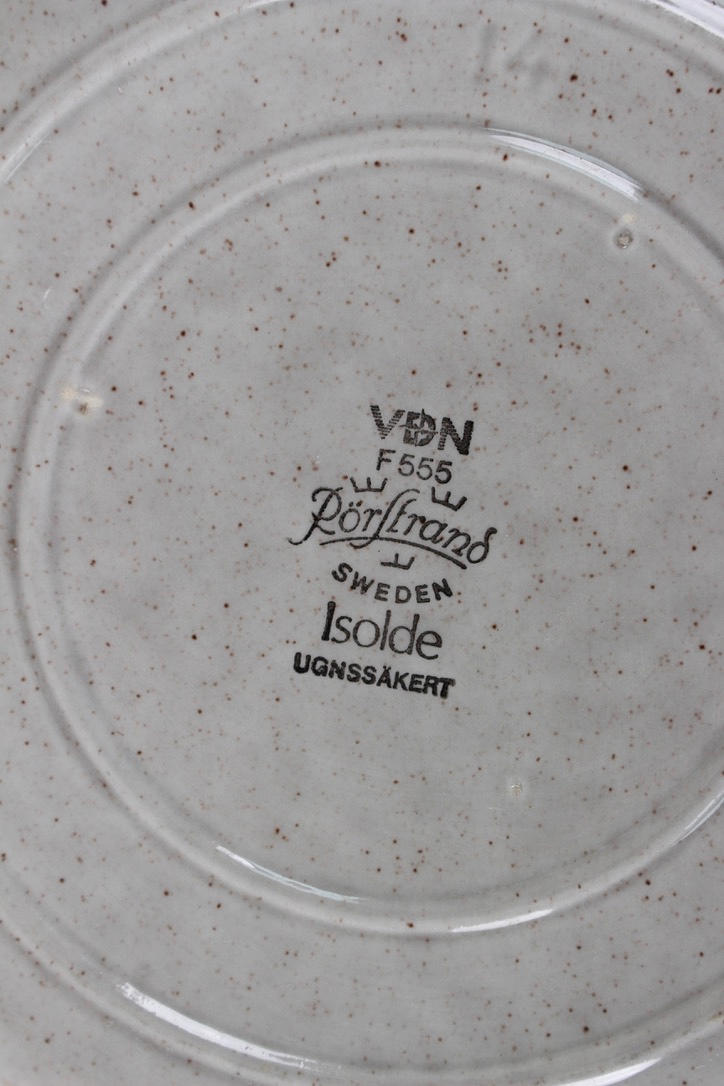 VDN
F555
Rörstrand
SWEDEN
Isolde
UGNSSÄKERT